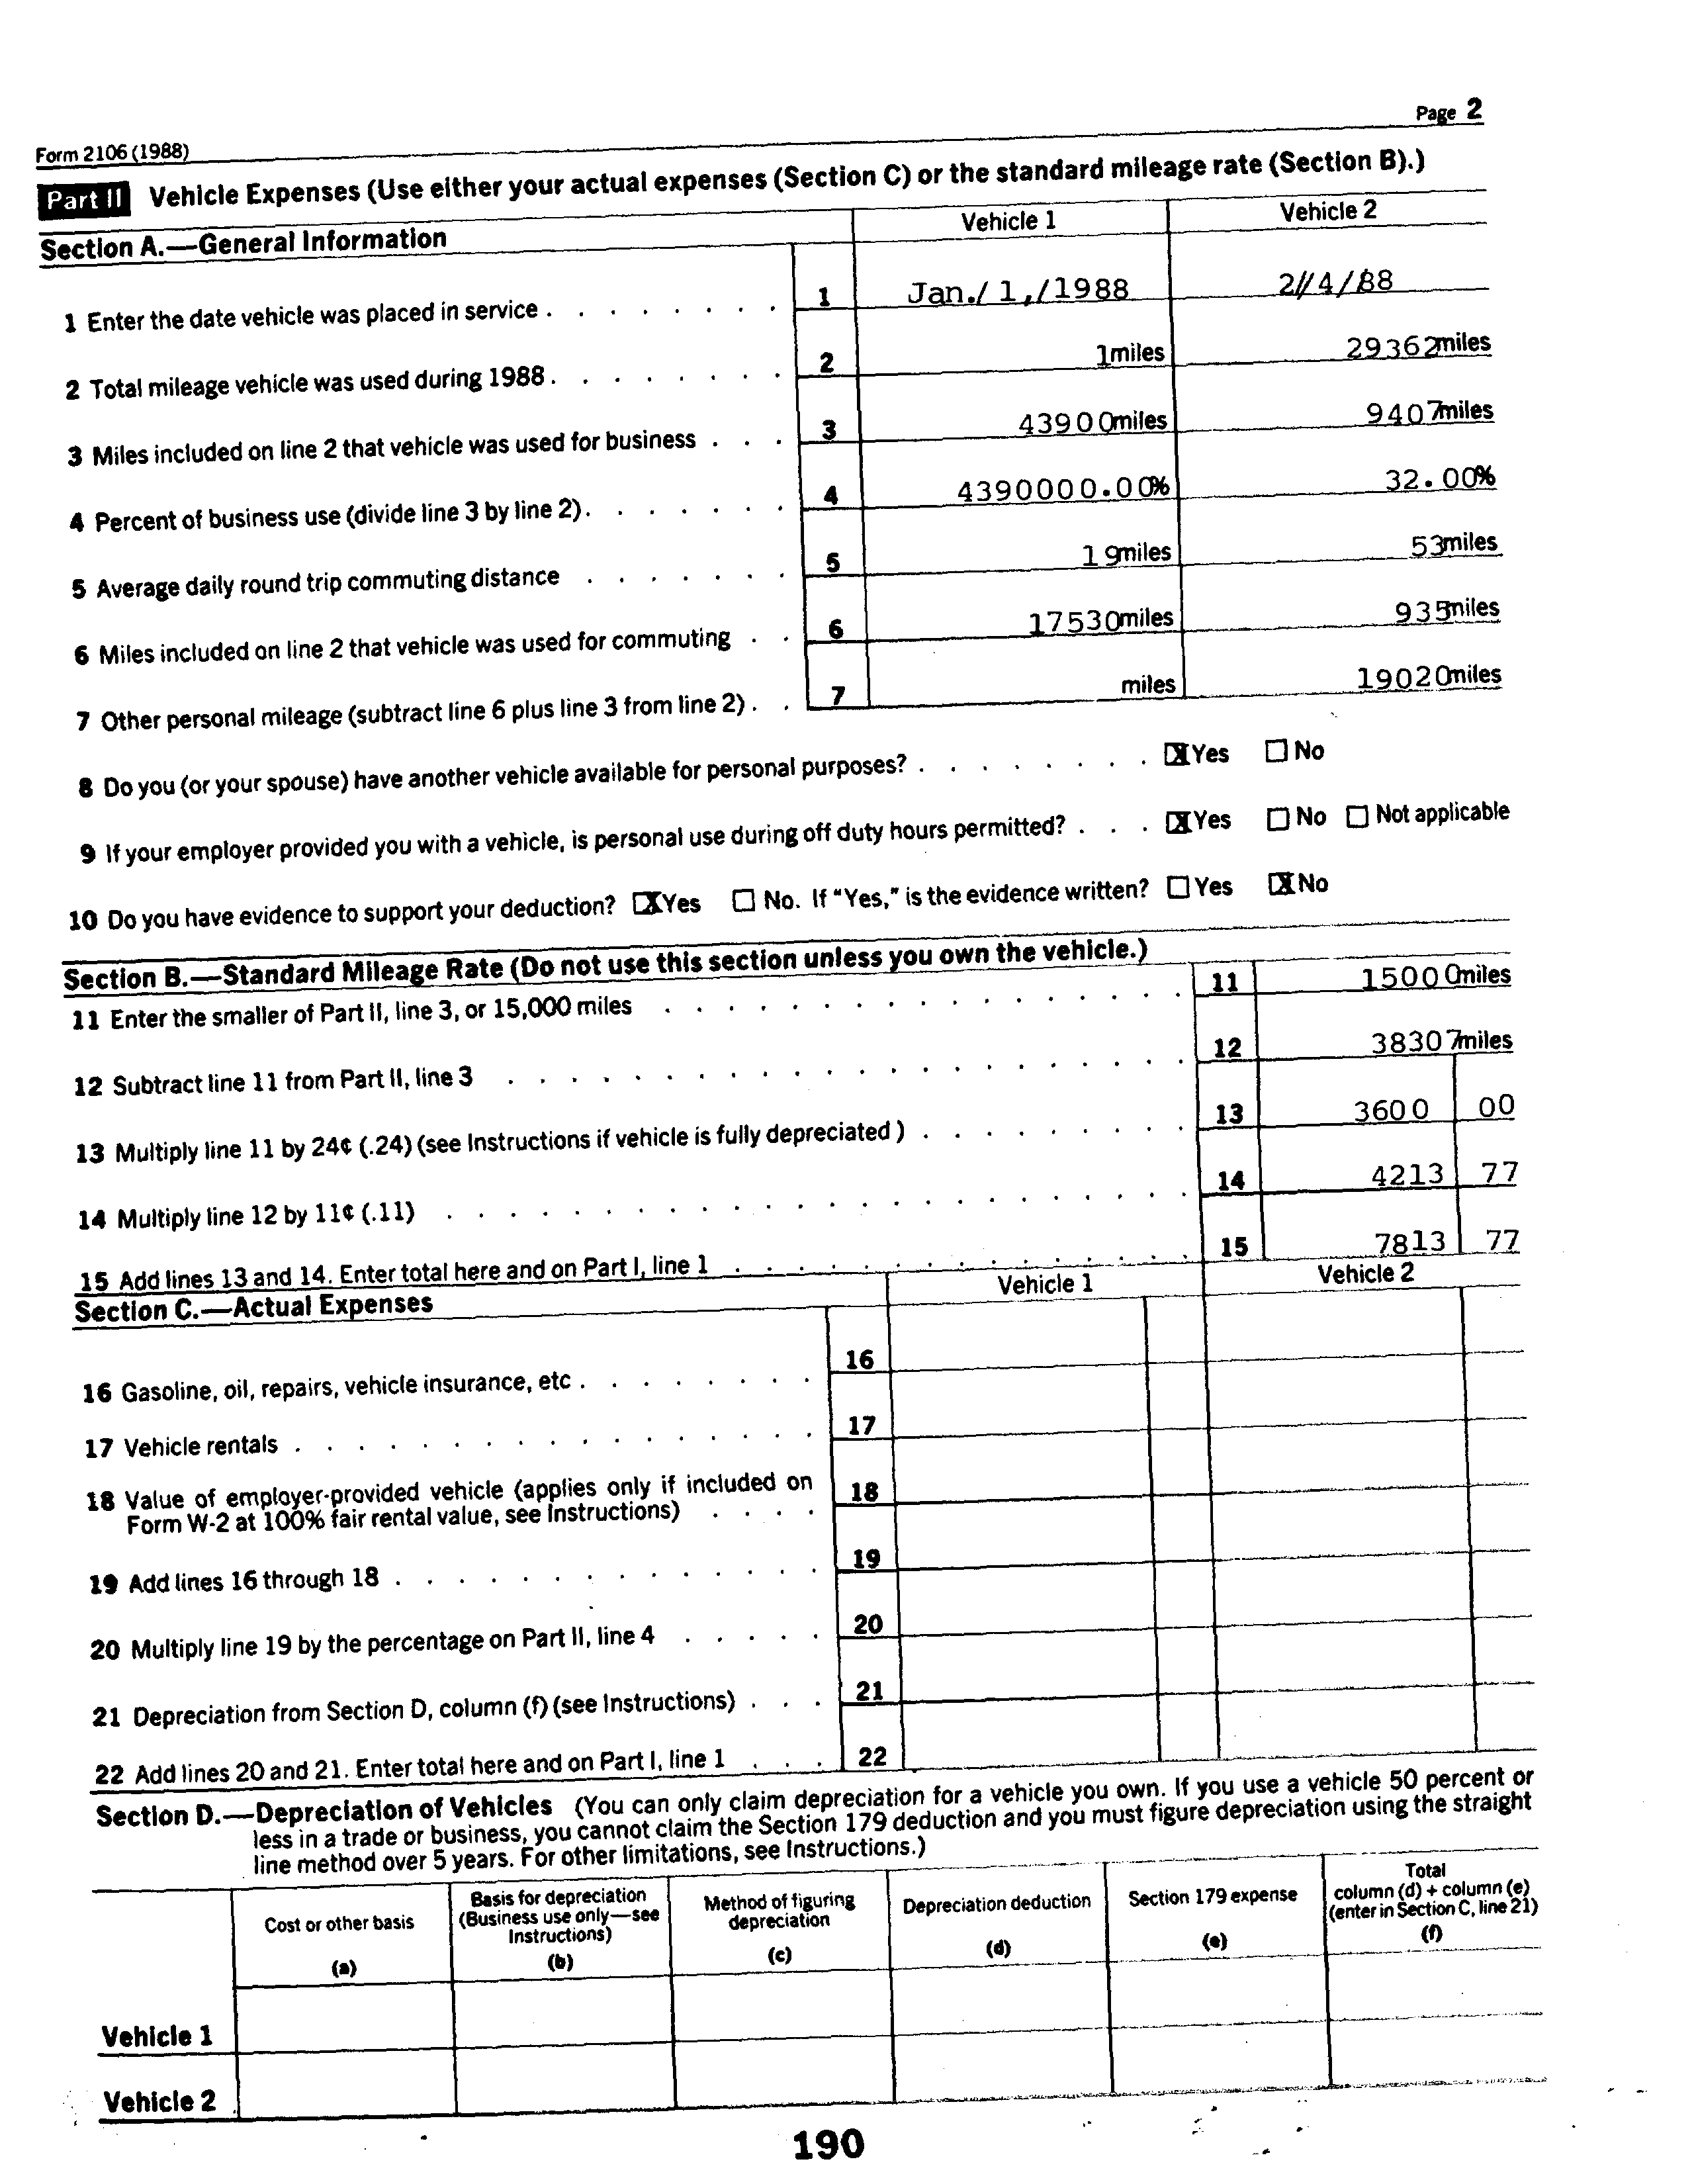 Page 2
Form 2106 (1988)
Part II Vehicle Expenses (Use either your actual expenses (Section C) or the standard mileage rate (Section B).)
Section A.—General Information Vehicle 1 Vehicle 2
1 Enter the date vehicle was placed in service . . . . . . . . 1 Jan./ 1,/1988 2//4/88
2 Total mileage vehicle was used during 1988 . . . . . . . . 2 1 miles 29362 miles
3 Miles included on line 2 that vehicle was used for business . . . 3 43900 miles 9407 miles
4 Percent of business use (divide line 3 by line 2) . . . . . . . 4 4390000.00% 32.00%
5 Average daily round trip commuting distance . . . . . . . 5 19 miles 53 miles
6 Miles included on line 2 that vehicle was used for commuting . . 6 17530 miles 935 miles
7 Other personal mileage (subtract line 6 plus line 3 from line 2) . . 7 miles 19020 miles
8 Do you (or your spouse) have another vehicle available for personal purposes? . . . . . . . . ☒ Yes ☐ No
9 If your employer provided you with a vehicle, is personal use during off duty hours permitted? . . . ☒ Yes ☐ No ☐ Not applicable
10 Do you have evidence to support your deduction? ☒ Yes ☐ No. If "Yes," is the evidence written? ☐ Yes ☒ No
Section B.—Standard Mileage Rate (Do not use this section unless you own the vehicle.)
11 Enter the smaller of Part II, line 3, or 15,000 miles . . . . . . . . . . . . . . . . . 11 15000 miles
12 Subtract line 11 from Part II, line 3 . . . . . . . . . . . . . . . . . . . . . . 12 38307 miles
13 Multiply line 11 by 24¢ (.24) (see Instructions if vehicle is fully depreciated ) . . . . . . . . . 13 3600 00
14 Multiply line 12 by 11¢ (.11) . . . . . . . . . . . . . . . . . . . . . . . . 14 4213 77
15 Add lines 13 and 14. Enter total here and on Part I, line 1 . . . . . . . . . . . . . . . 15 7813 77
Section C.—Actual Expenses Vehicle 1 Vehicle 2
16 Gasoline, oil, repairs, vehicle insurance, etc . . . . . . . . 16
17 Vehicle rentals . . . . . . . . . . . . . . . . . 17
18 Value of employer-provided vehicle (applies only if included on 18
Form W-2 at 100% fair rental value, see Instructions) . . . .
19 Add lines 16 through 18 . . . . . . . . . . . . . . 19
20 Multiply line 19 by the percentage on Part II, line 4 . . . . . 20
21 Depreciation from Section D, column (f) (see Instructions) . . . 21
22 Add lines 20 and 21. Enter total here and on Part I, line 1 . . . 22
Section D.—Depreciation of Vehicles (You can only claim depreciation for a vehicle you own. If you use a vehicle 50 percent or
less in a trade or business, you cannot claim the Section 179 deduction and you must figure depreciation using the straight
line method over 5 years. For other limitations, see Instructions.)
Cost or other basis (a) Basis for depreciation (Business use only—see Instructions) (b) Method of figuring depreciation (c) Depreciation deduction (d) Section 179 expense (e) Total column (d) + column (e) (enter in Section C, line 21) (f)
Vehicle 1
Vehicle 2
190